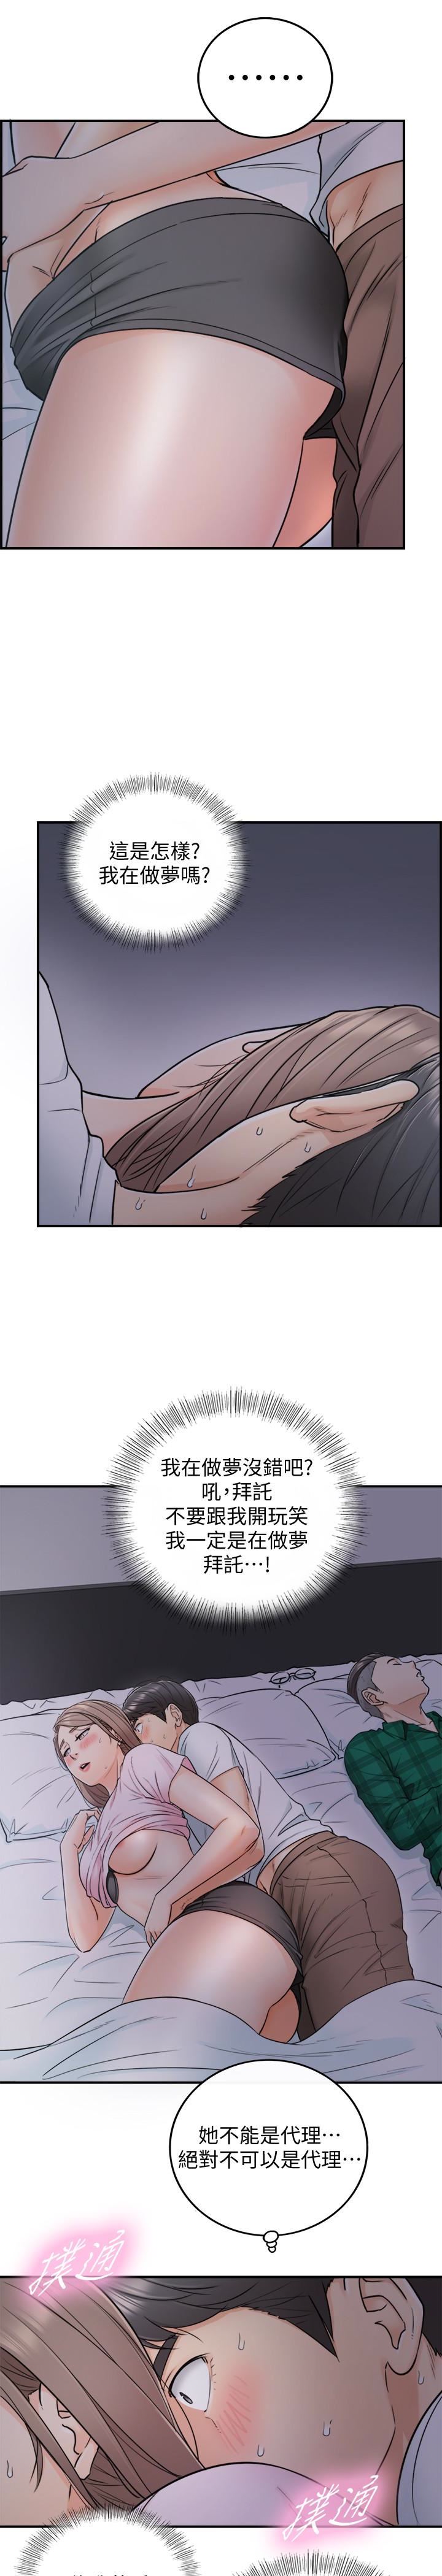 ⋯⋯
這是怎樣?
我在做夢嗎?
我在做夢沒錯吧?
吼,拜託
不要跟我開玩笑
我一定是在做夢
拜託⋯!
她不能是代理⋯
絕對不可以是代理⋯
撲通
撲通